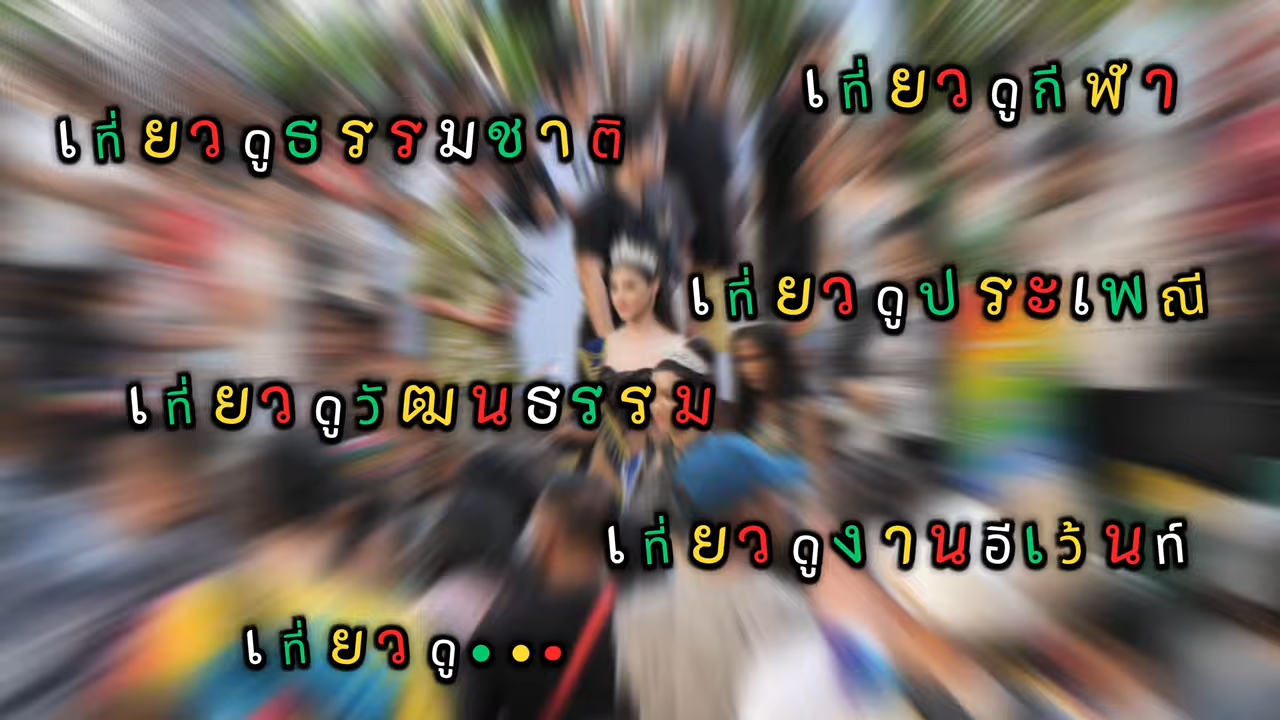 เที่ยวดูกีฬา
เที่ยวดูธรรมชาติ
เที่ยวดูประเพณี
เที่ยวดูวัฒนธรรม
เที่ยวดูงานอีเว้นท์
เที่ยวดู...